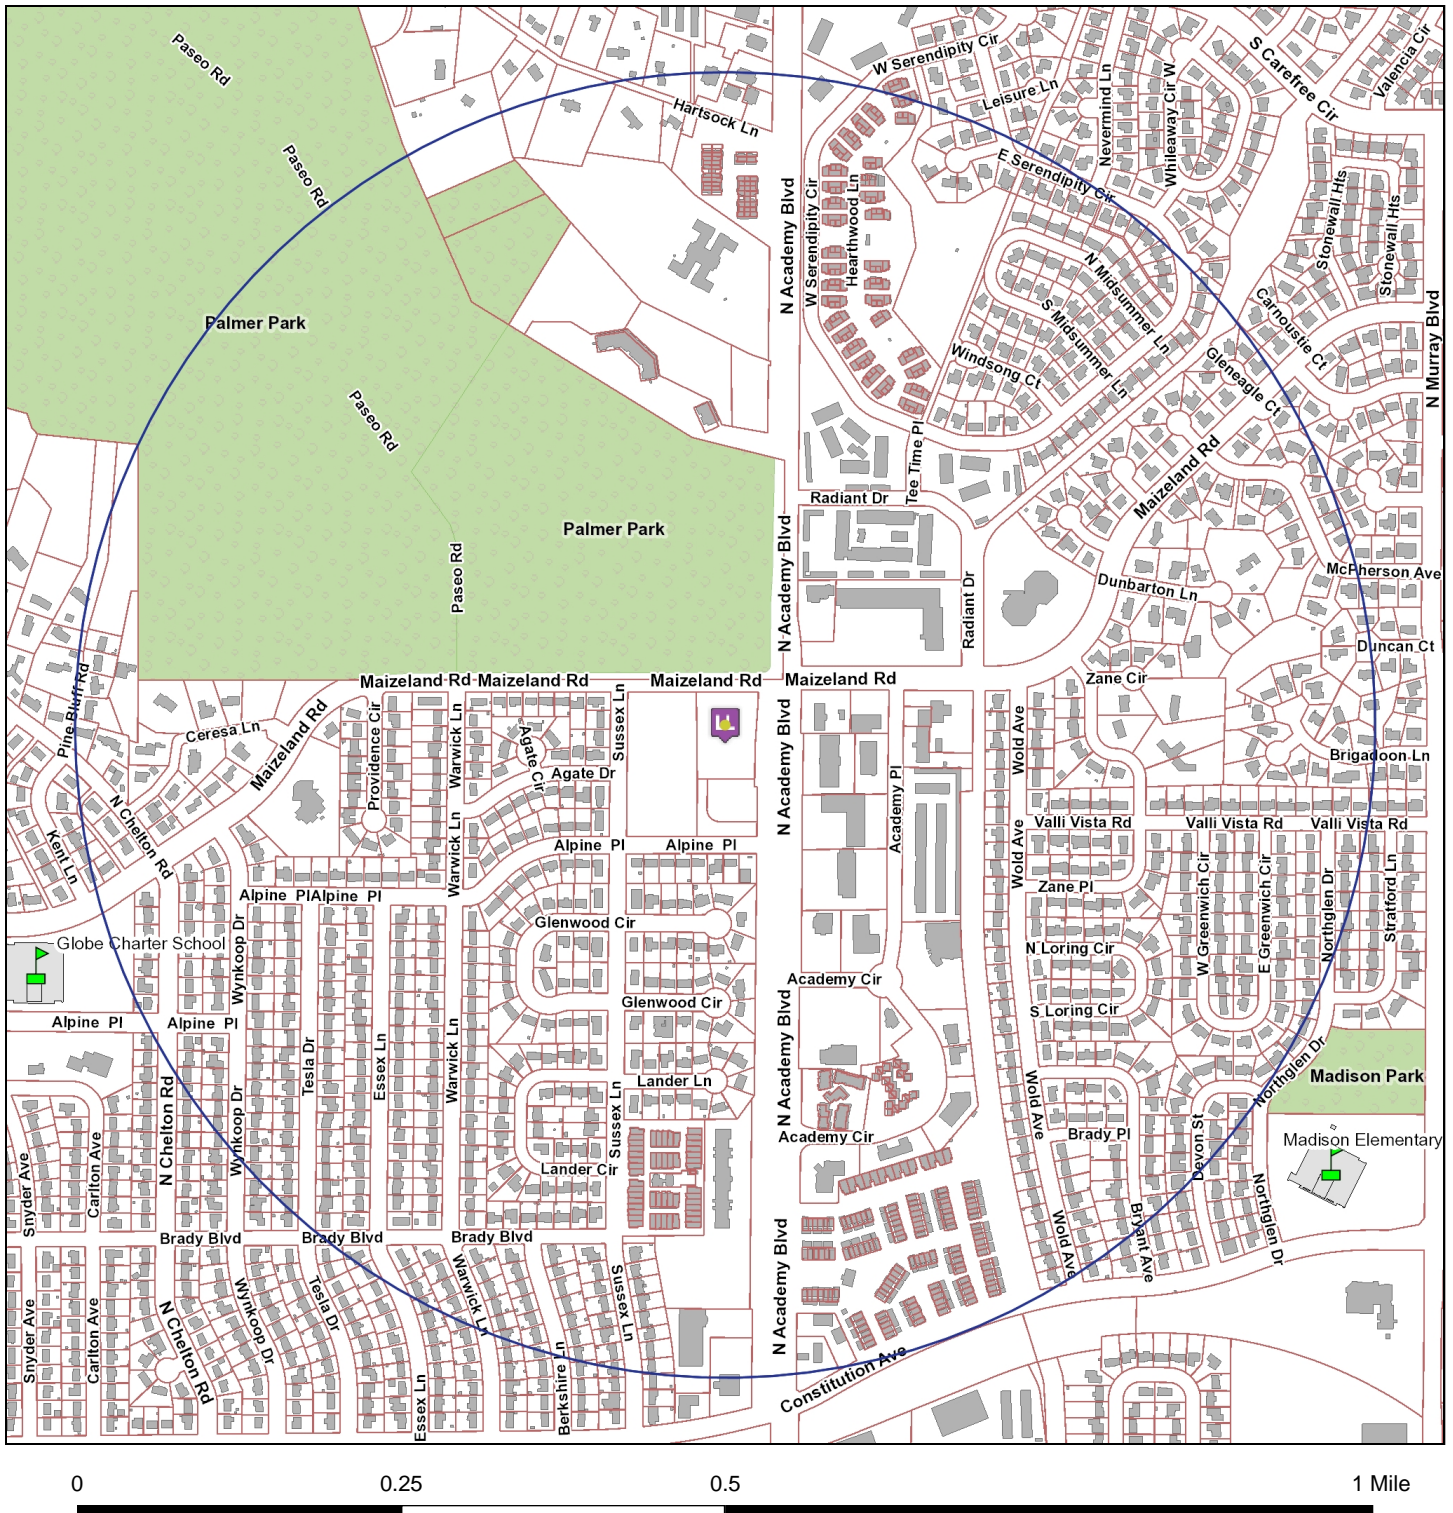 Paseo Rd
W Serendipity Cir
S Carefree Cir
Valencia Cir
Leisure Ln
Nevermind Ln
Whileaway Cir W
Hartsock Ln
Paseo Rd
E Serendipity Cir
N Academy Blvd
W Serendipity Cir
Hearthwood Ln
Stonewall Hts
Stonewall Hts
N Midsummer Ln
S Midsummer Ln
Carnoustie Ct
N Murray Blvd
Palmer Park
Windsong Ct
Gleneagle Ct
Paseo Rd
Tee Time Pl
Maizeland Rd
Radiant Dr
Palmer Park
Paseo Rd
N Academy Blvd
Radiant Dr
Dunbarton Ln
McPherson Ave
Duncan Ct
Pine Bluff Rd
Maizeland Rd
Maizeland Rd
Maizeland Rd
Maizeland Rd
Zane Cir
Ceresa Ln
Maizeland Rd
Providence Cir
Warwick Ln
Agate Cir
Sussex Ln
Agate Dr
N Academy Blvd
Wold Ave
Brigadoon Ln
Kent Ln
N Chelton Rd
Warwick Ln
Alpine Pl
Alpine Pl
Academy Pl
Wold Ave
Valli Vista Rd
Valli Vista Rd
Valli Vista Rd
Alpine Pl
Alpine Pl
Zane Pl
W Greenwich Cir
E Greenwich Cir
Northglen Dr
Stratford Ln
Globe Charter School
Wynkoop Dr
Glenwood Cir
N Loring Cir
Academy Cir
Glenwood Cir
S Loring Cir
Alpine Pl
Alpine Pl
Tesla Dr
Essex Ln
Warwick Ln
N Academy Blvd
Northglen Dr
Madison Park
Lander Ln
N Chelton Rd
Wynkoop Dr
Sussex Ln
Wold Ave
Academy Cir
Brady Pl
Devon St
Madison Elementary
Snyder Ave
Carlton Ave
Lander Cir
Brady Blvd
Brady Blvd
Brady Blvd
N Academy Blvd
Wold Ave
Bryant Ave
Northglen Dr
Snyder Ave
Carlton Ave
N Chelton Rd
Wynkoop Dr
Tesla Dr
Warwick Ln
Sussex Ln
Essex Ln
Berkshire Ln
Constitution Ave
0 0.25 0.5 1 Mile